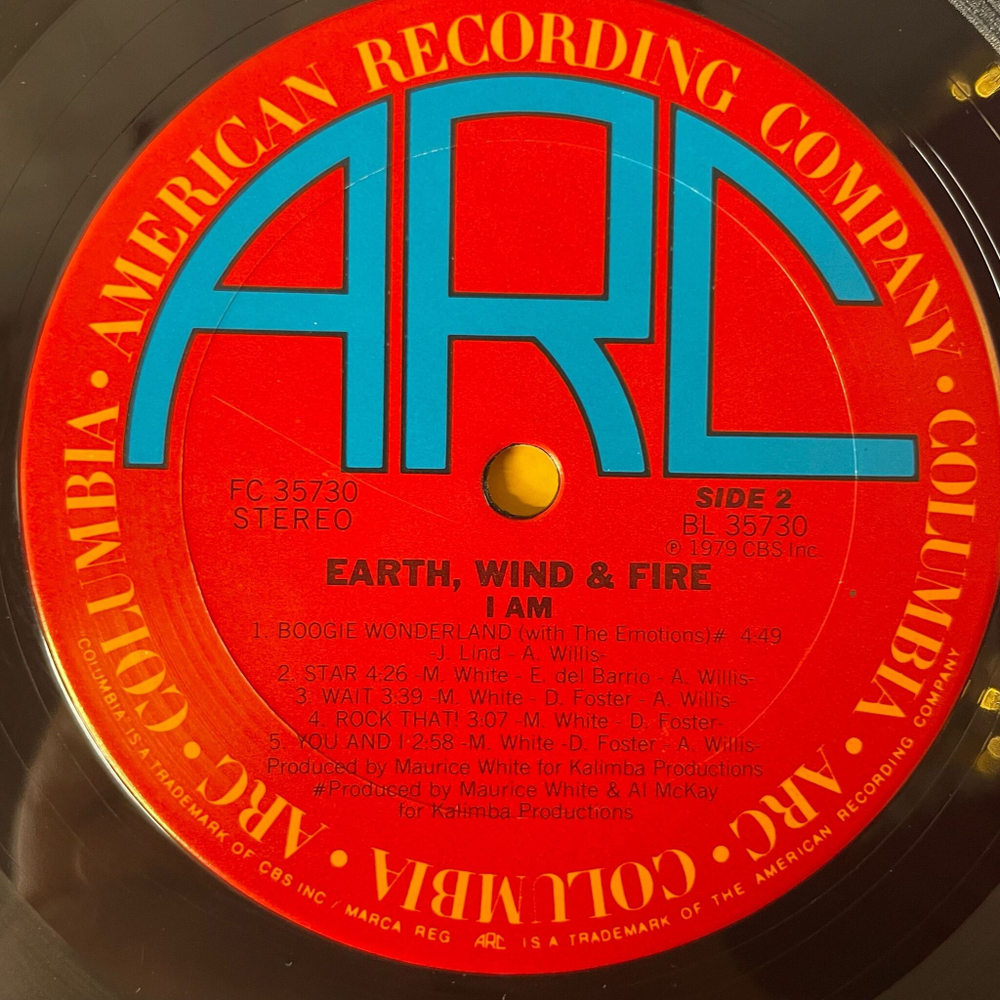 AMERICAN RECORDING COMPANY • COLUMBIA • ARC • COLUMBIA • ARC • COLUMBIA •
ARC
FC 35730
STEREO
SIDE 2
BL 35730
℗ 1979 CBS Inc.
EARTH, WIND & FIRE
I AM
1. BOOGIE WONDERLAND (with The Emotions)# 4:49
-J. Lind - A. Willis-
2. STAR 4:26 -M. White - E. del Barrio - A. Willis-
3. WAIT 3:39 -M. White - D. Foster - A. Willis-
4. ROCK THAT! 3:07 -M. White - D. Foster-
5. YOU AND I 2:58 -M. White -D. Foster - A. Willis-
Produced by Maurice White for Kalimba Productions
#Produced by Maurice White & Al McKay
for Kalimba Productions
COLUMBIA IS A TRADEMARK OF CBS INC / MARCA REG ARC IS A TRADEMARK OF THE AMERICAN RECORDING COMPANY